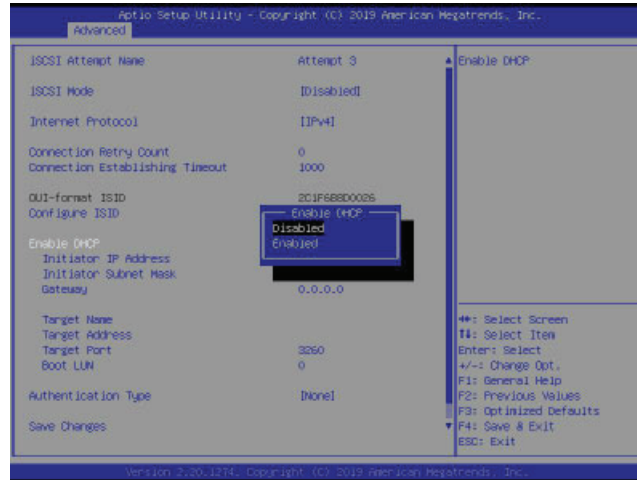 Aptio Setup Utility - Copyright (C) 2019 American Megatrends, Inc.
Advanced
iSCSI Attempt Name Attempt 3
iSCSI Mode [Disabled]
Internet Protocol [IPv4]
Connection Retry Count 0
Connection Establishing Timeout 1000
OUI-format ISID 2C1F6B8D0026
Configure ISID
Enable DHCP
Initiator IP Address
Initiator Subnet Mask
Gateway 0.0.0.0
Target Name
Target Address
Target Port 3260
Boot LUN 0
Authentication Type [None]
Save Changes
Enable DHCP
Disabled
Enabled
Enable DHCP
: Select Screen
↑↓: Select Item
Enter: Select
+/-: Change Opt.
F1: General Help
F2: Previous Values
F3: Optimized Defaults
F4: Save & Exit
ESC: Exit
Version 2.20.1274. Copyright (C) 2019 American Megatrends, Inc.